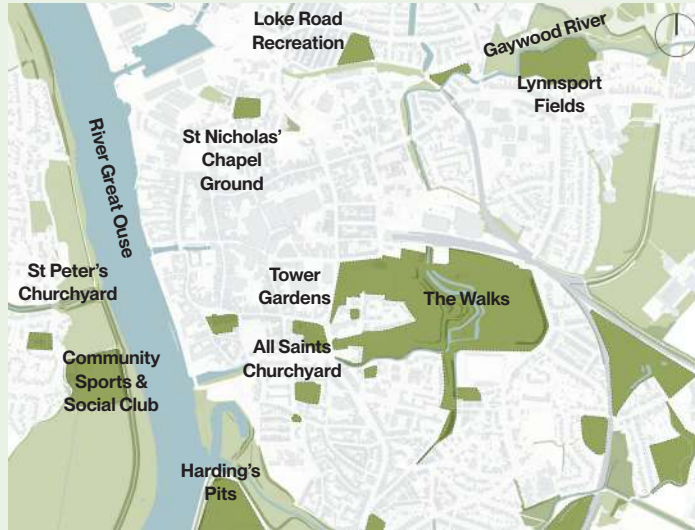 Loke Road
Recreation
Gaywood River
Lynnsport
Fields
St Nicholas’
Chapel
Ground
River Great Ouse
St Peter’s
Churchyard
Tower
Gardens
The Walks
All Saints
Churchyard
Community
Sports &
Social Club
Harding’s
Pits